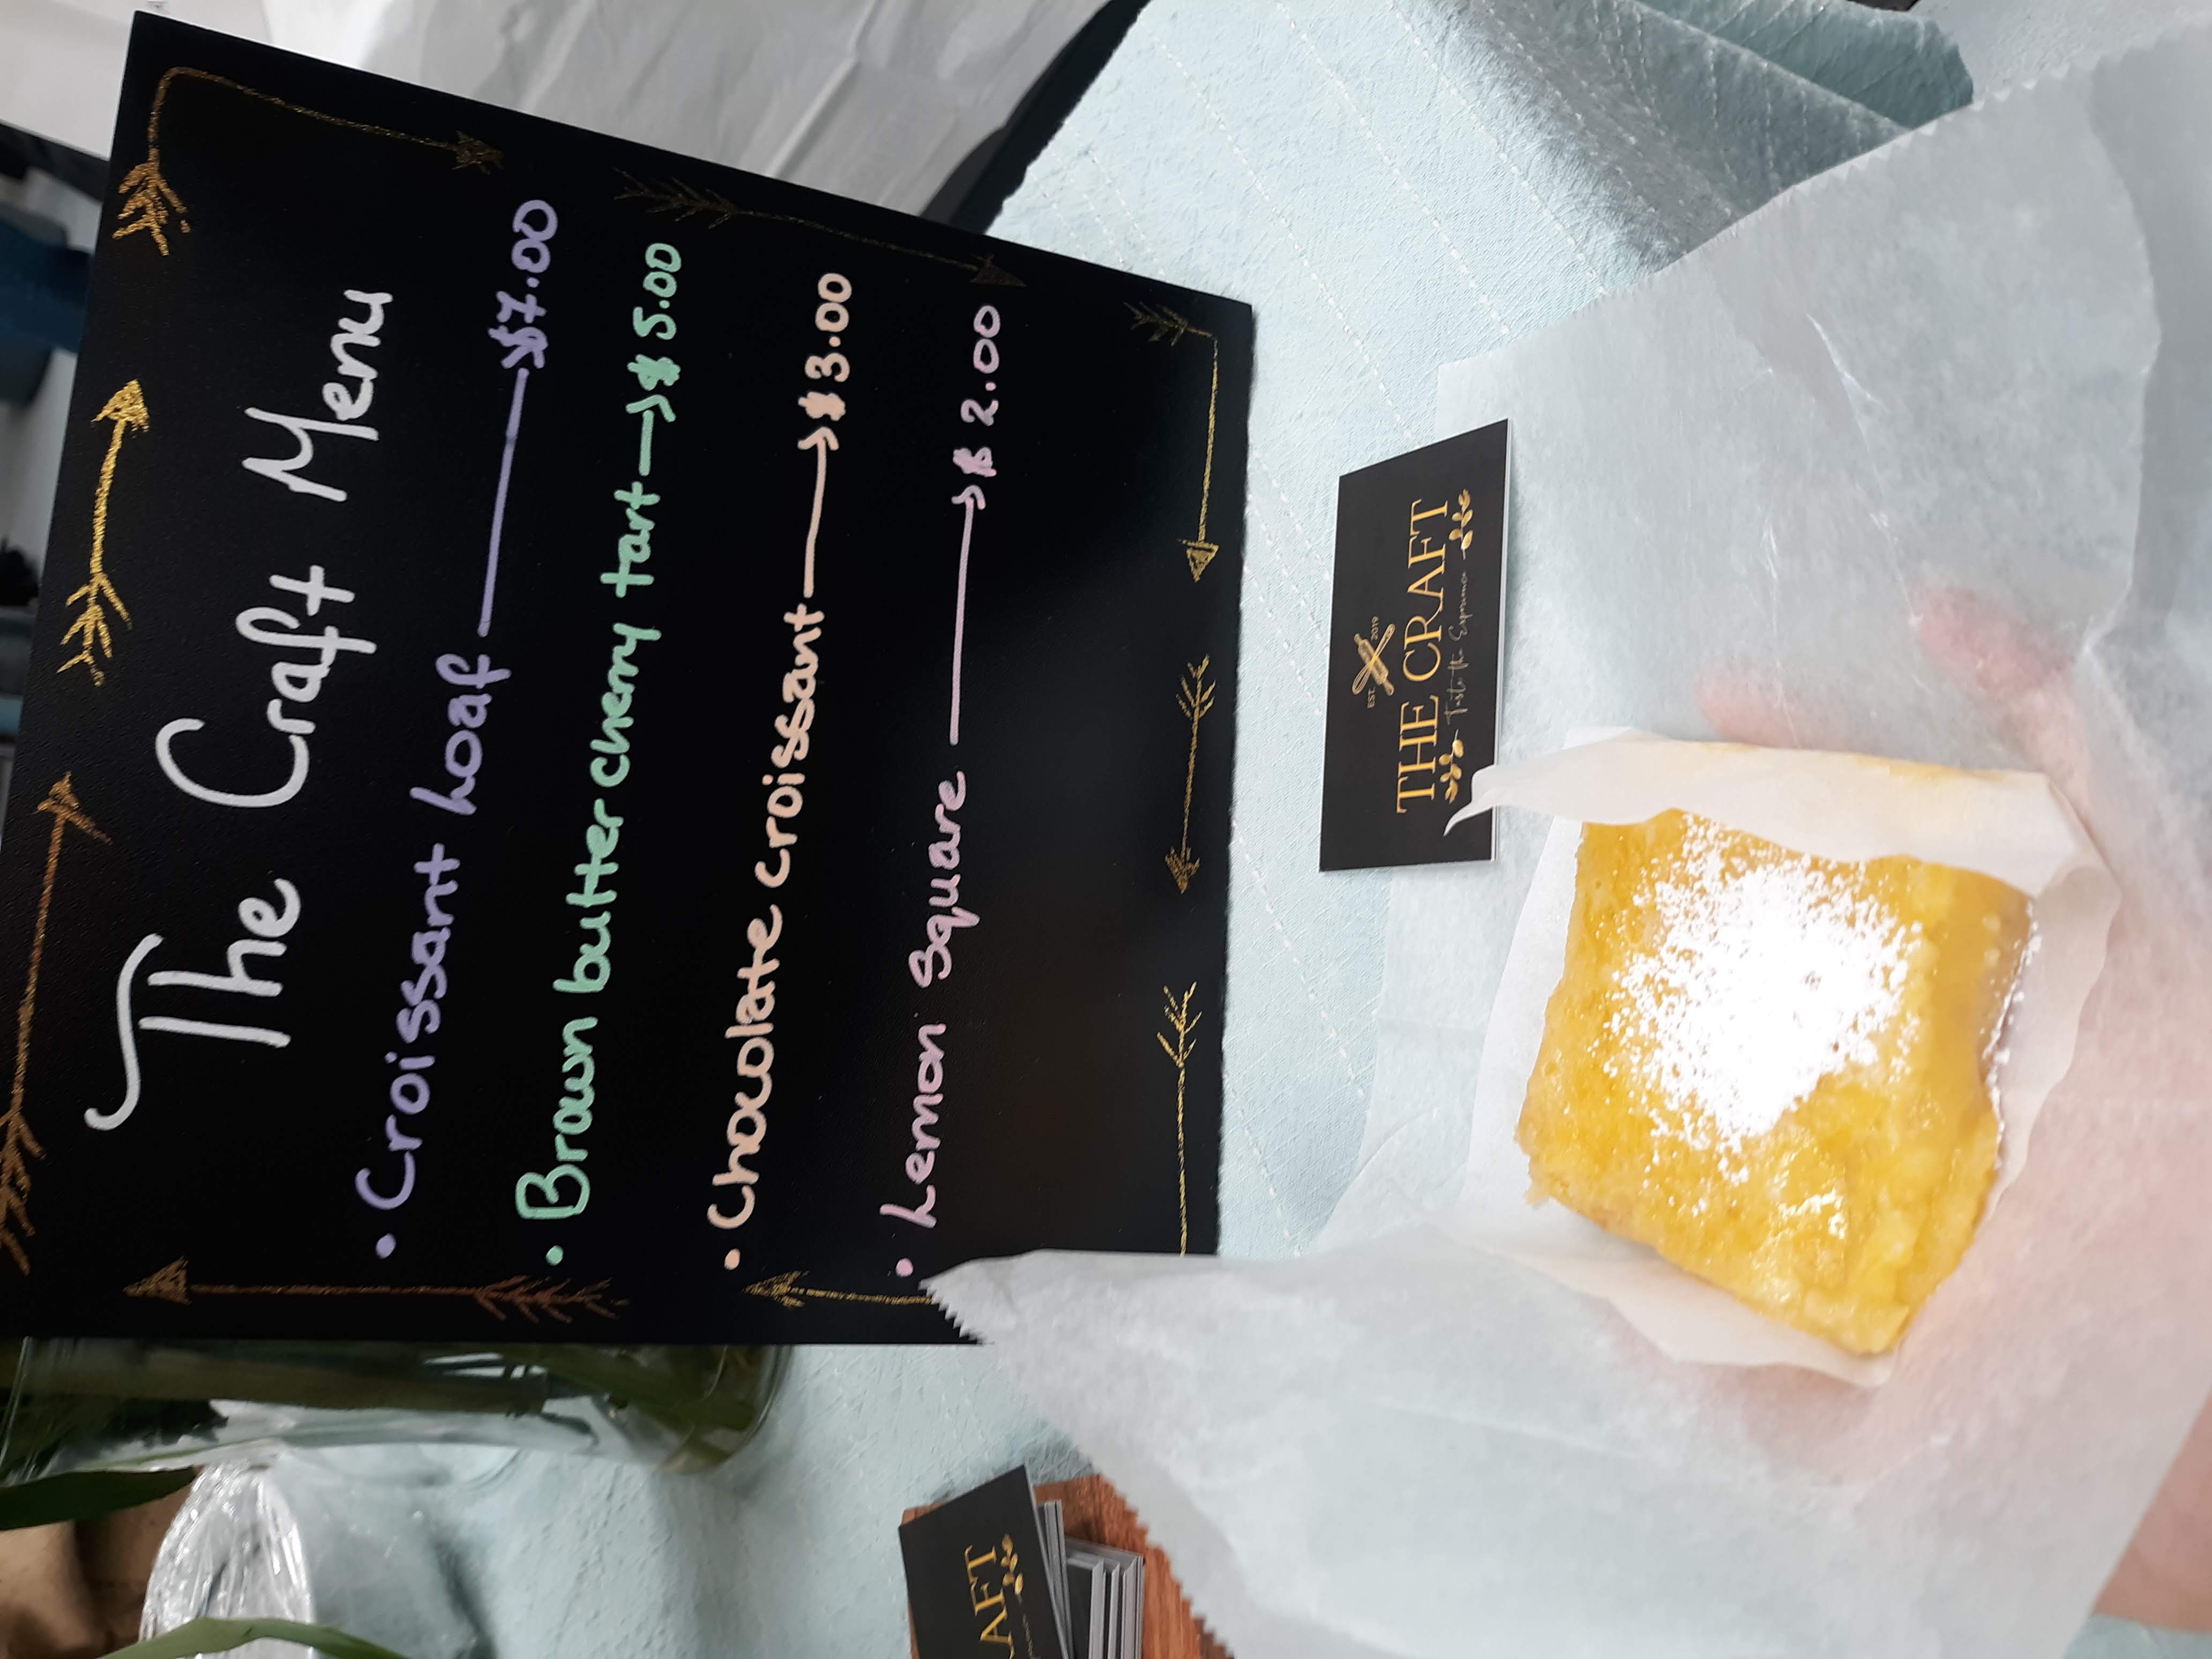 The Craft Menu
• Croissant Loaf → $7.00
• Brown butter cherry tart → $5.00
• Chocolate croissant → $3.00
• Lemon Square → $2.00
RAFT
EST. 2019
THE CRAFT
Taste the Experience